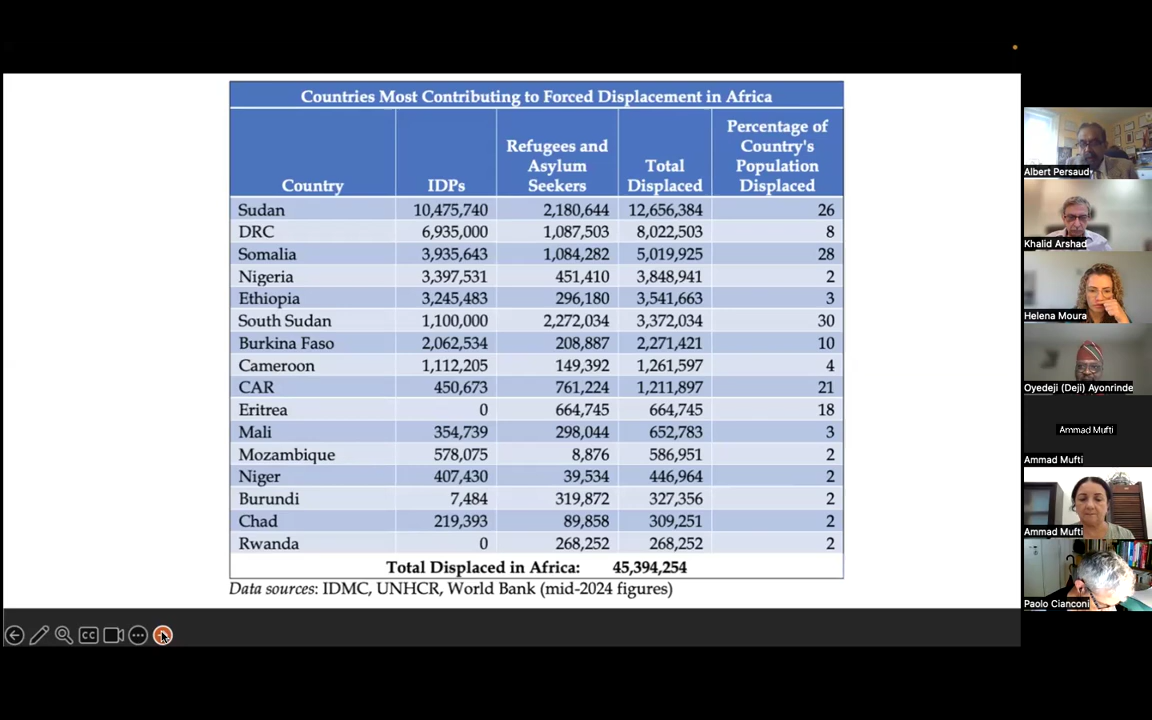 Countries Most Contributing to Forced Displacement in Africa
Country IDPs Refugees and Asylum Seekers Total Displaced Percentage of Country's Population Displaced
Sudan 10,475,740 2,180,644 12,656,384 26
DRC 6,935,000 1,087,503 8,022,503 8
Somalia 3,935,643 1,084,282 5,019,925 28
Nigeria 3,397,531 451,410 3,848,941 2
Ethiopia 3,245,483 296,180 3,541,663 3
South Sudan 1,100,000 2,272,034 3,372,034 30
Burkina Faso 2,062,534 208,887 2,271,421 10
Cameroon 1,112,205 149,392 1,261,597 4
CAR 450,673 761,224 1,211,897 21
Eritrea 0 664,745 664,745 18
Mali 354,739 298,044 652,783 3
Mozambique 578,075 8,876 586,951 2
Niger 407,430 39,534 446,964 2
Burundi 7,484 319,872 327,356 2
Chad 219,393 89,858 309,251 2
Rwanda 0 268,252 268,252 2
Total Displaced in Africa: 45,394,254
Data sources: IDMC, UNHCR, World Bank (mid-2024 figures)
CC
Albert Persaud
Khalid Arshad
Helena Moura
Oyedeji (Deji) Ayonrinde
Ammad Mufti
Ammad Mufti
Ammad Mufti
Paolo Cianconi